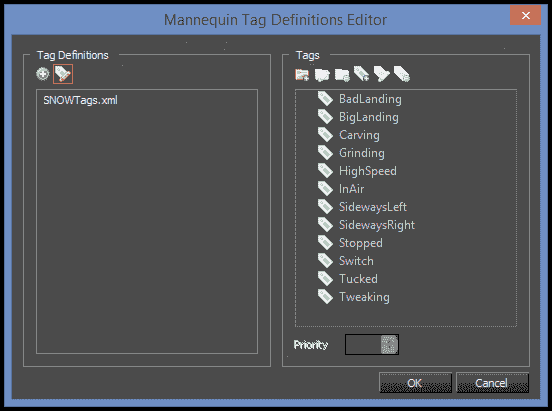 Mannequin Tag Definitions Editor
Tag Definitions
SNOWTags.xml
Tags
BadLanding
BigLanding
Carving
Grinding
HighSpeed
InAir
SidewaysLeft
SidewaysRight
Stopped
Switch
Tucked
Tweaking
Priority
OK
Cancel